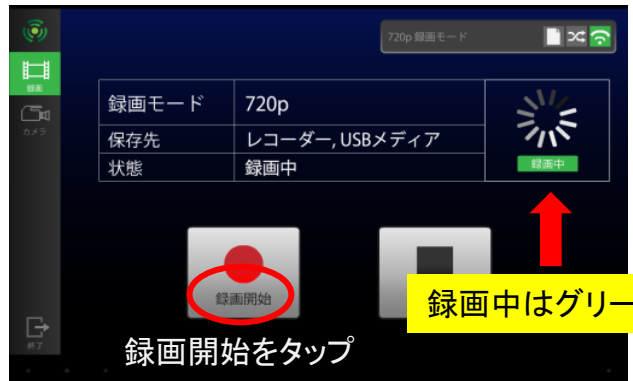 720p 録画モード
録画
カメラ
録画モード 720p
保存先 レコーダー, USBメディア
状態 録画中
録画中
録画開始
録画中はグリー
録画開始をタップ
終了